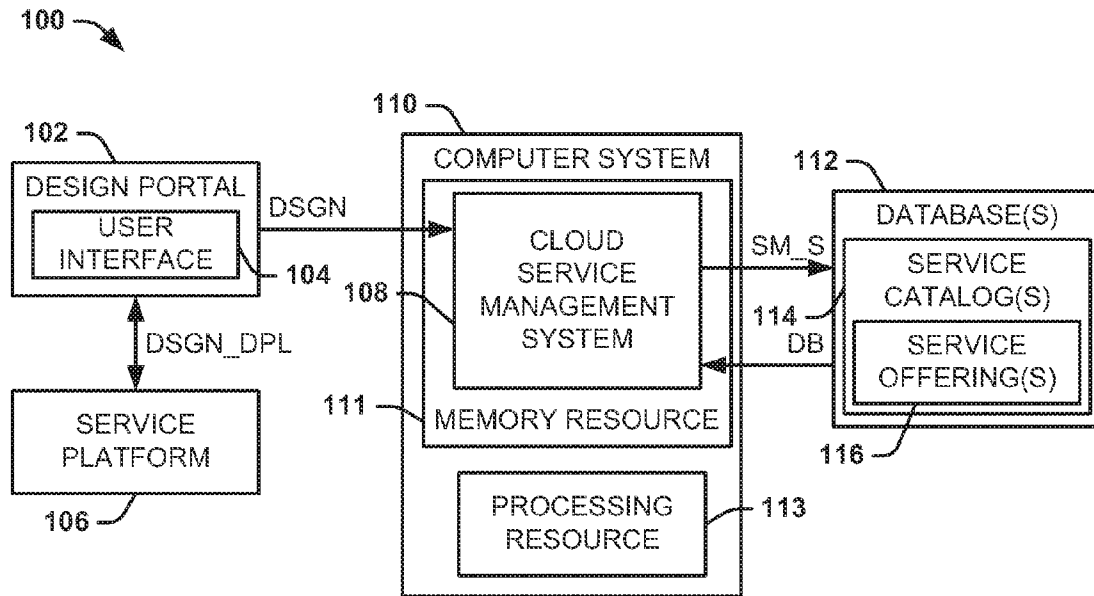 100
102
DESIGN PORTAL
USER
INTERFACE
104
DSGN
DSGN_DPL
SERVICE
PLATFORM
106
110
COMPUTER SYSTEM
CLOUD
SERVICE
MANAGEMENT
SYSTEM
108
111
MEMORY RESOURCE
PROCESSING
RESOURCE
113
SM_S
DB
112
DATABASE(S)
SERVICE
CATALOG(S)
114
SERVICE
OFFERING(S)
116